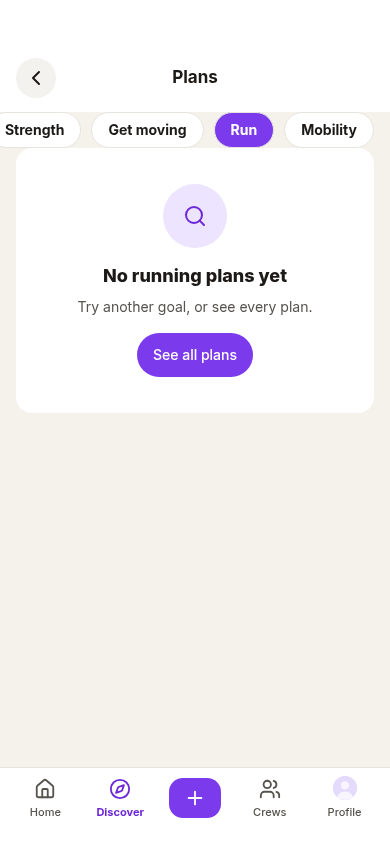 Plans
Strength
Get moving
Run
Mobility
No running plans yet
Try another goal, or see every plan.
See all plans
Home
Discover
Crews
Profile